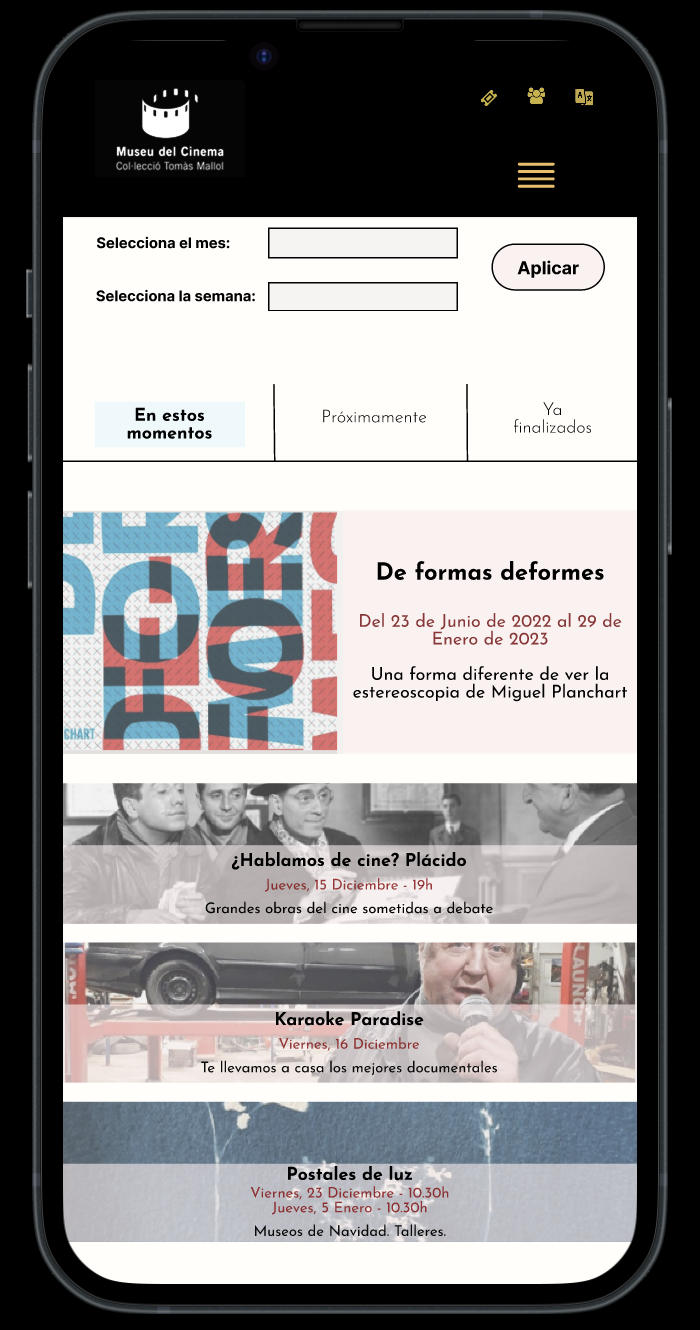 Museu del Cinema
Col·lecció Tomàs Mallol
Selecciona el mes:
Aplicar
Selecciona la semana:
En estos
momentos
Próximamente
Ya
finalizados
CHART
De formas deformes
Del 23 de Junio de 2022 al 29 de
Enero de 2023
Una forma diferente de ver la
estereoscopia de Miguel Planchart
¿Hablamos de cine? Plácido
Jueves, 15 Diciembre - 19h
Grandes obras del cine sometidas a debate
LAUNCH
Karaoke Paradise
Viernes, 16 Diciembre
Te llevamos a casa los mejores documentales
Postales de luz
Viernes, 23 Diciembre - 10.30h
Jueves, 5 Enero - 10.30h
Museos de Navidad. Talleres.